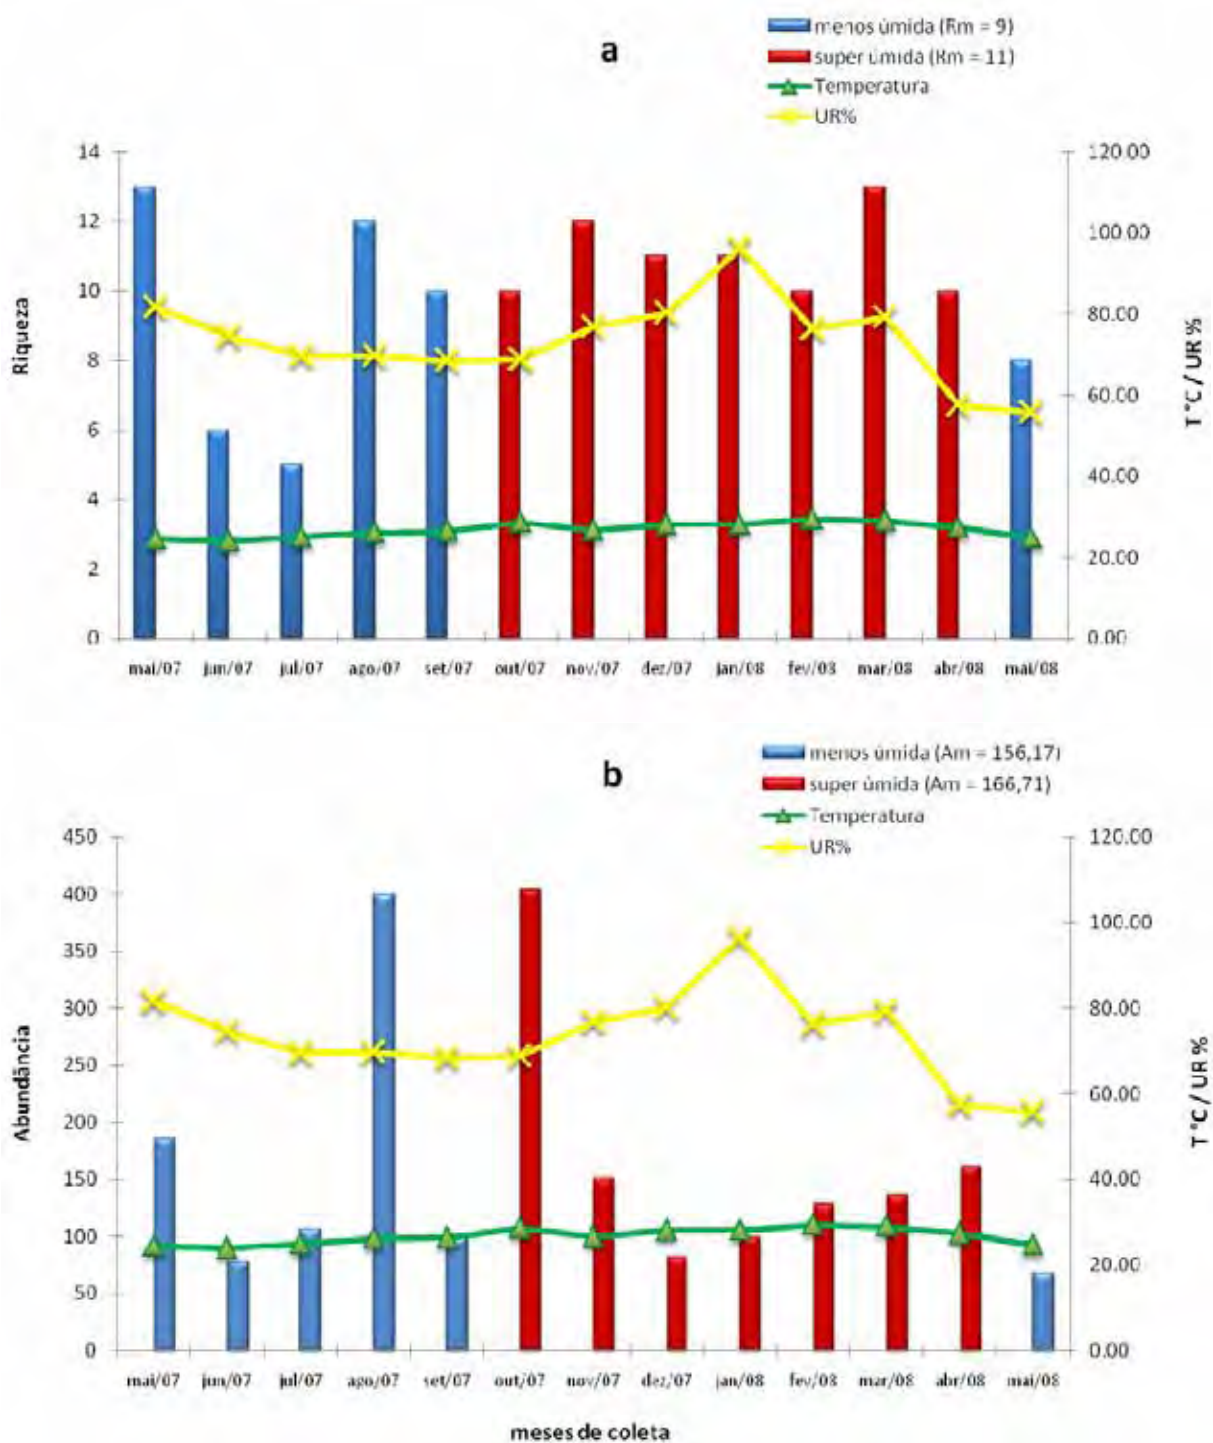 a
menos úmida (Rm = 9)
super úmida (Rm = 11)
Temperatura
UR%
Riqueza
14
12
10
8
6
4
2
0
120.00
100.00
80.00
60.00
40.00
20.00
0.00
T °C / UR %
mai/07 jun/07 jul/07 ago/07 set/07 out/07 nov/07 dez/07 jan/08 fev/08 mar/08 abr/08 mai/08
b
menos úmida (Am = 156,17)
super úmida (Am = 166,71)
Temperatura
UR%
Abundância
450
400
350
300
250
200
150
100
50
0
120.00
100.00
80.00
60.00
40.00
20.00
0.00
T °C / UR %
mai/07 jun/07 jul/07 ago/07 set/07 out/07 nov/07 dez/07 jan/08 fev/08 mar/08 abr/08 mai/08
meses de coleta